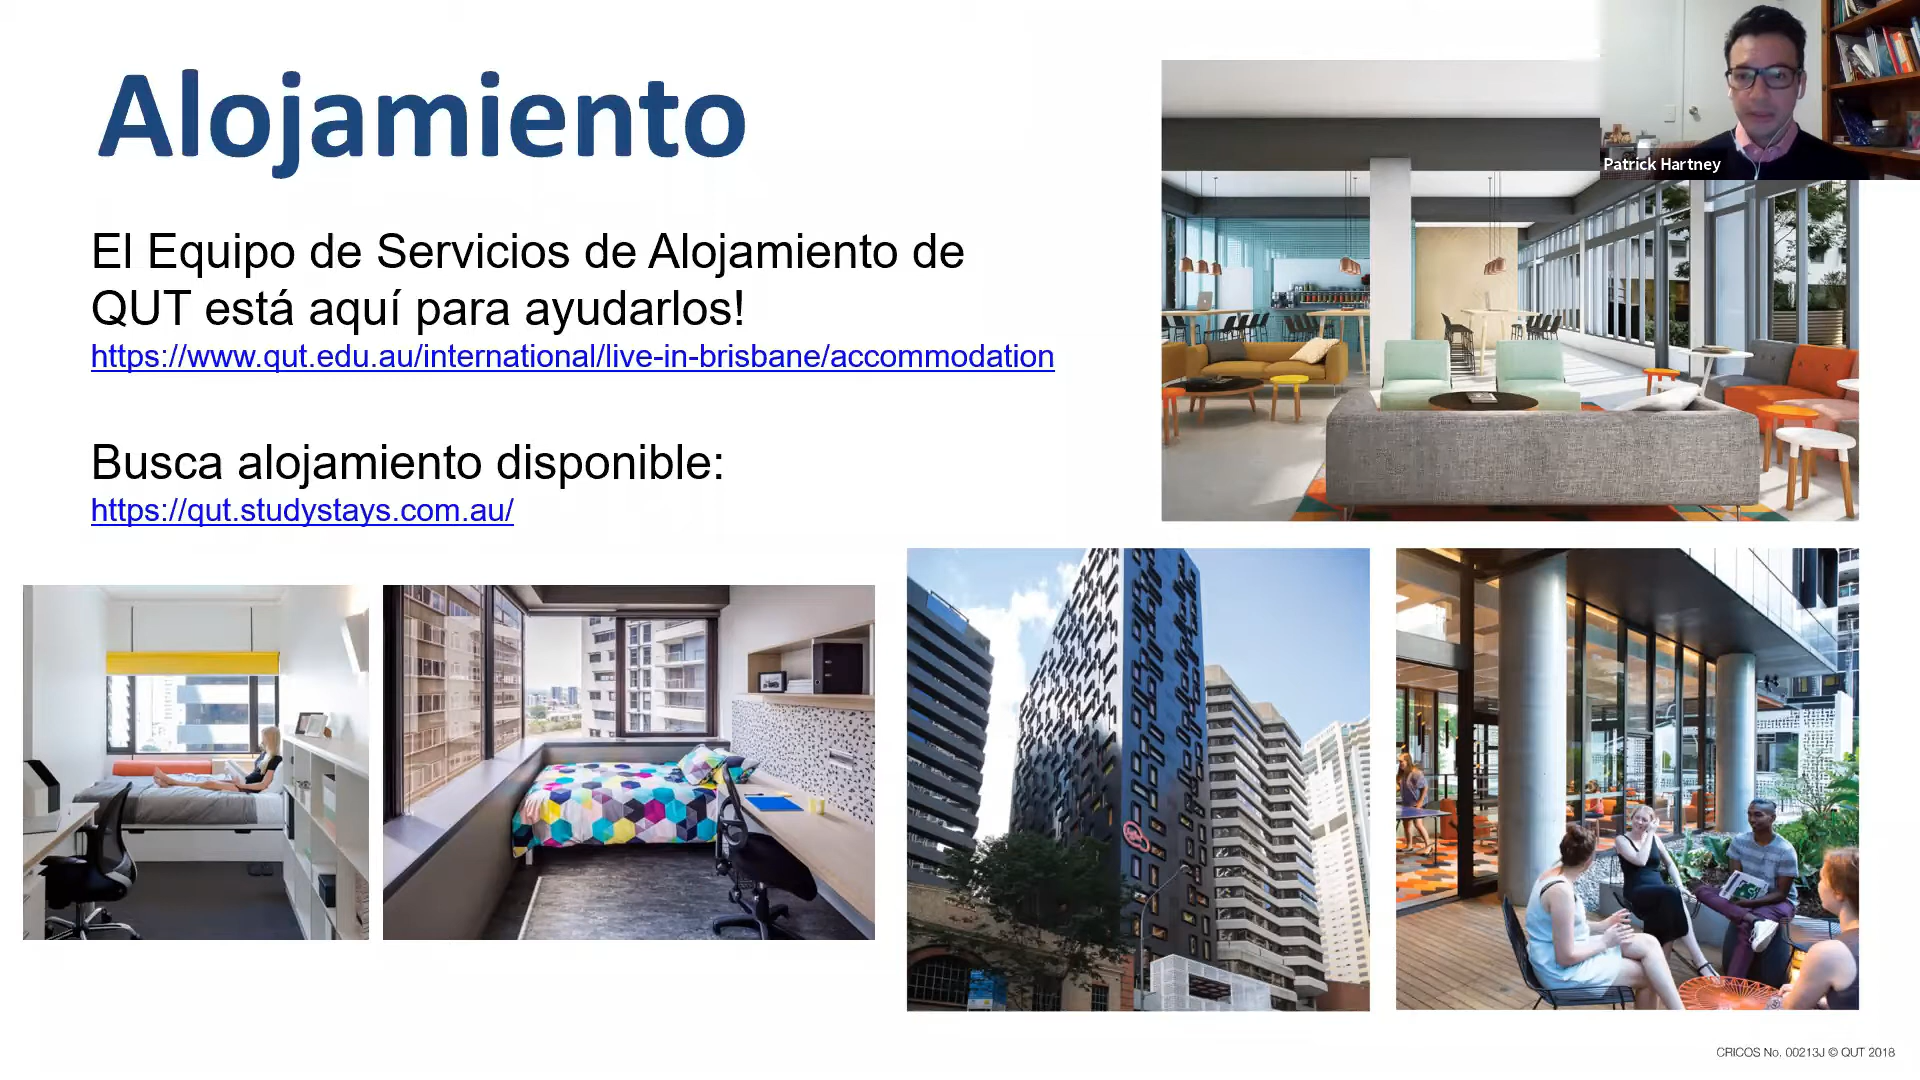 Alojamiento
Patrick Hartney
El Equipo de Servicios de Alojamiento de
QUT está aquí para ayudarlos!
https://www.qut.edu.au/international/live-in-brisbane/accommodation
Busca alojamiento disponible:
https://qut.studystays.com.au/
CRICOS No. 00213J © QUT 2018